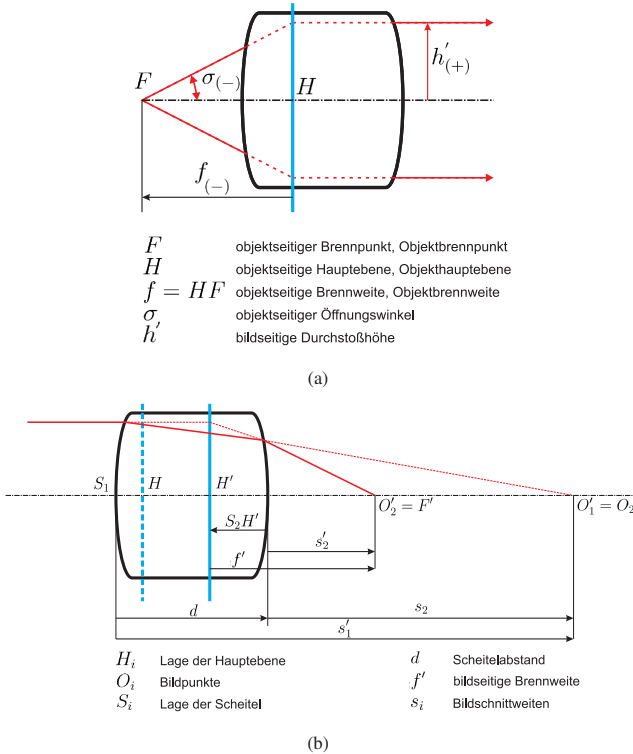 F
σ(−)
H
h′(+)
f(−)
F objektseitiger Brennpunkt, Objektbrennpunkt
H objektseitige Hauptebene, Objekthauptebene
f = HF objektseitige Brennweite, Objektbrennweite
σ objektseitiger Öffnungswinkel
h′ bildseitige Durchstoßhöhe
(a)
S₁ H H′
O′₂ = F′ O′₁ = O₂
S₂H′
s′₂
f′
d s₂
s′₁
Hᵢ Lage der Hauptebene d Scheitelabstand
Oᵢ Bildpunkte f′ bildseitige Brennweite
Sᵢ Lage der Scheitel sᵢ Bildschnittweiten
(b)